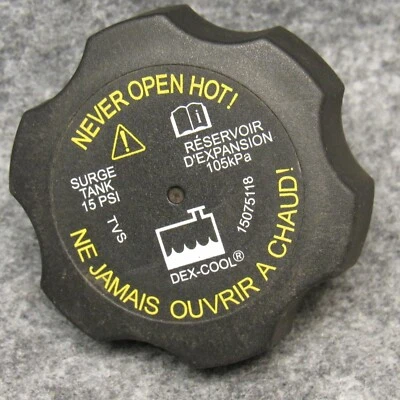 NEVER OPEN HOT!
RÉSERVOIR
D'EXPANSION
105kPa
SURGE
TANK
15 PSI
TVS
15075118
DEX-COOL®
NE JAMAIS OUVRIR À CHAUD!